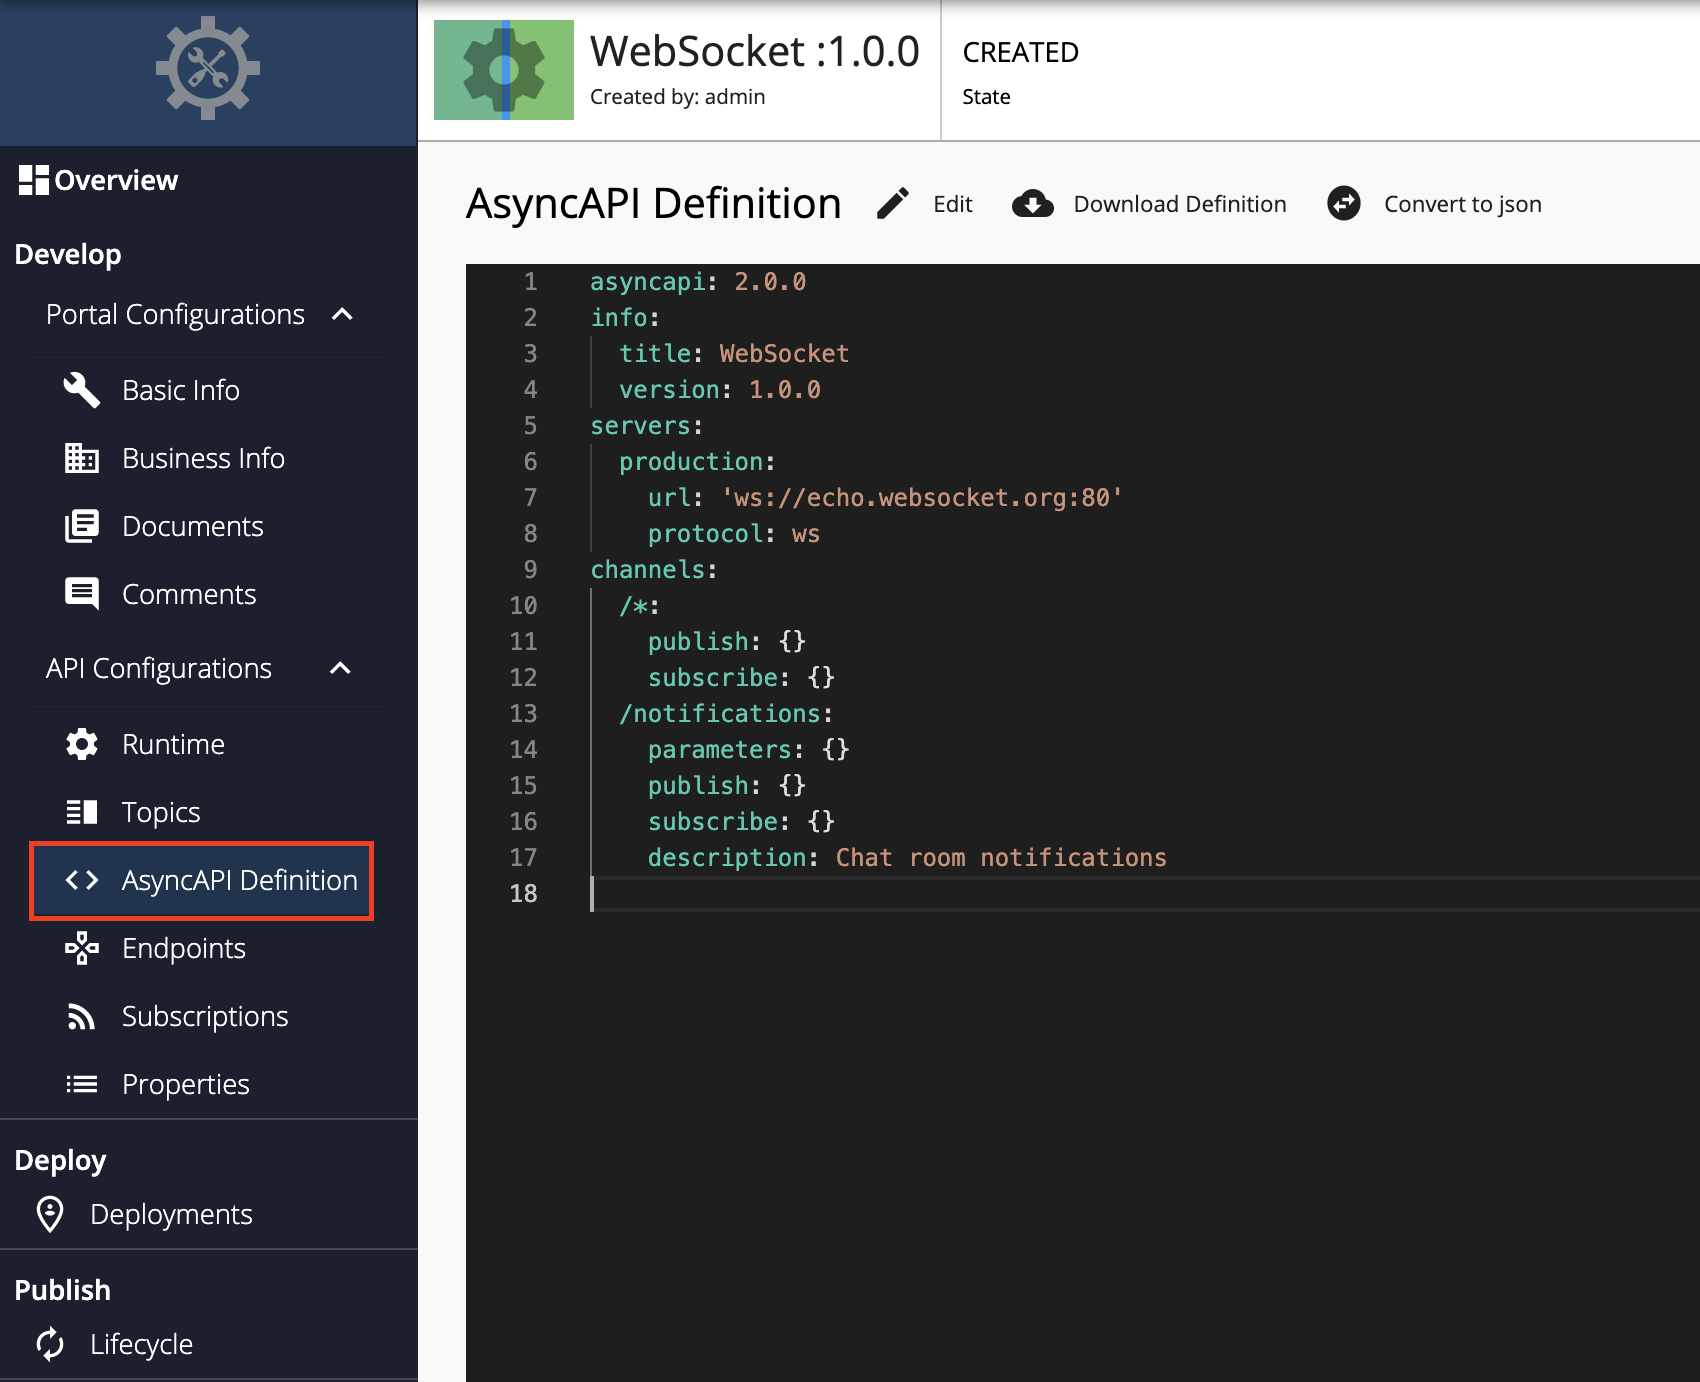 WebSocket :1.0.0
Created by: admin
CREATED
State
Overview
Develop
Portal Configurations
Basic Info
Business Info
Documents
Comments
API Configurations
Runtime
Topics
AsyncAPI Definition
Endpoints
Subscriptions
Properties
Deploy
Deployments
Publish
Lifecycle
AsyncAPI Definition Edit Download Definition Convert to json
1 asyncapi: 2.0.0
2 info:
3   title: WebSocket
4   version: 1.0.0
5 servers:
6   production:
7     url: 'ws://echo.websocket.org:80'
8     protocol: ws
9 channels:
10   /*:
11     publish: {}
12     subscribe: {}
13   /notifications:
14     parameters: {}
15     publish: {}
16     subscribe: {}
17     description: Chat room notifications
18